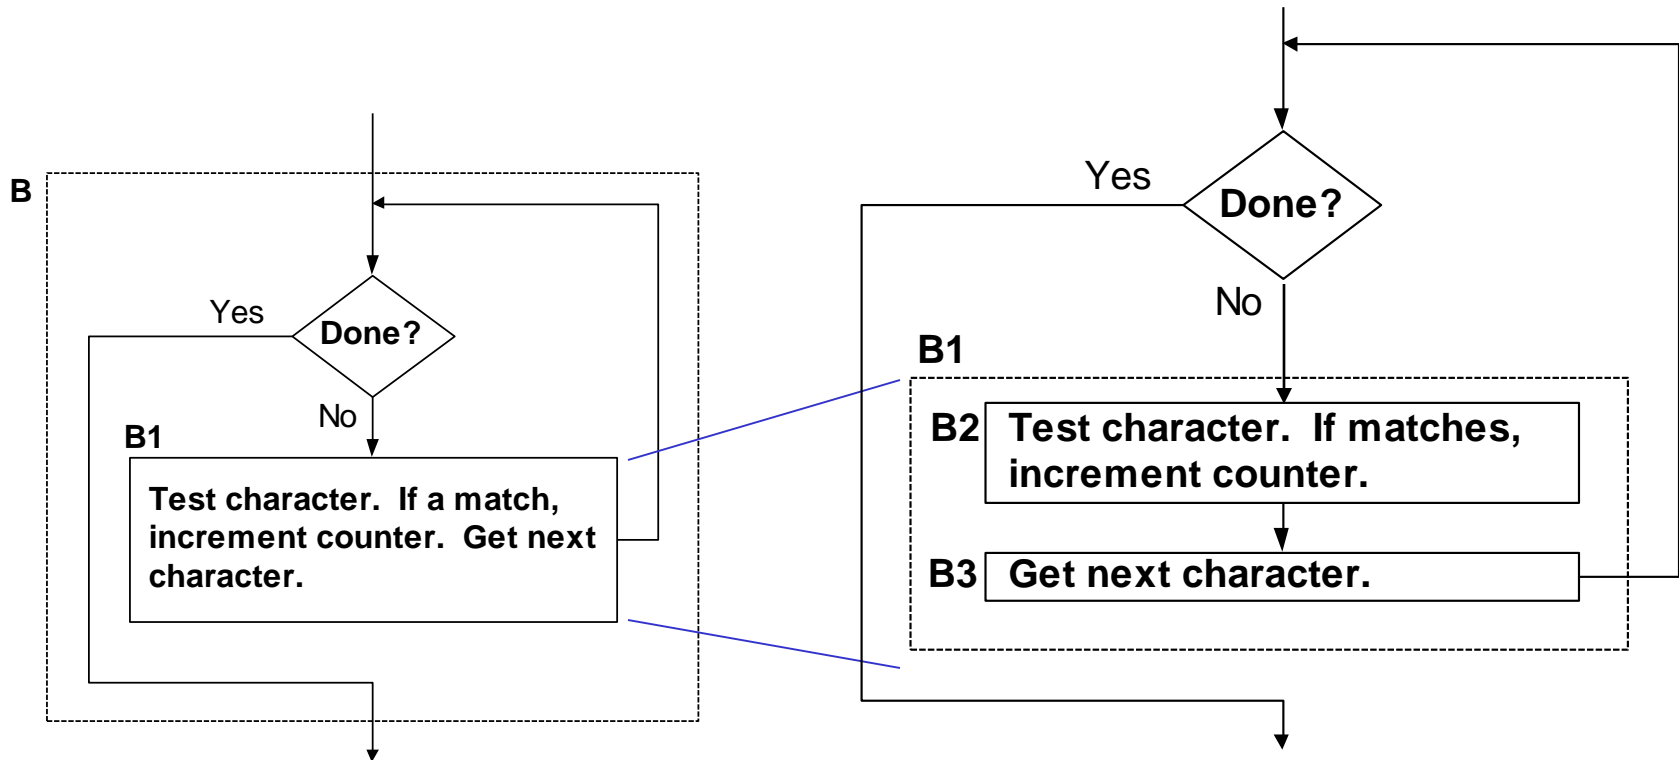 B
Yes
Done?
No
B1
Test character. If a match,
increment counter. Get next
character.
Yes
Done?
No
B1
B2
Test character. If matches,
increment counter.
B3
Get next character.